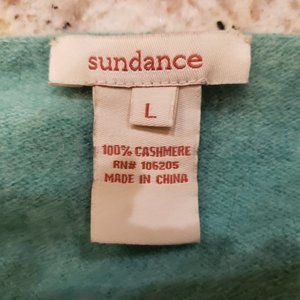 sundance
L
100% CASHMERE
RN# 106205
MADE IN CHINA